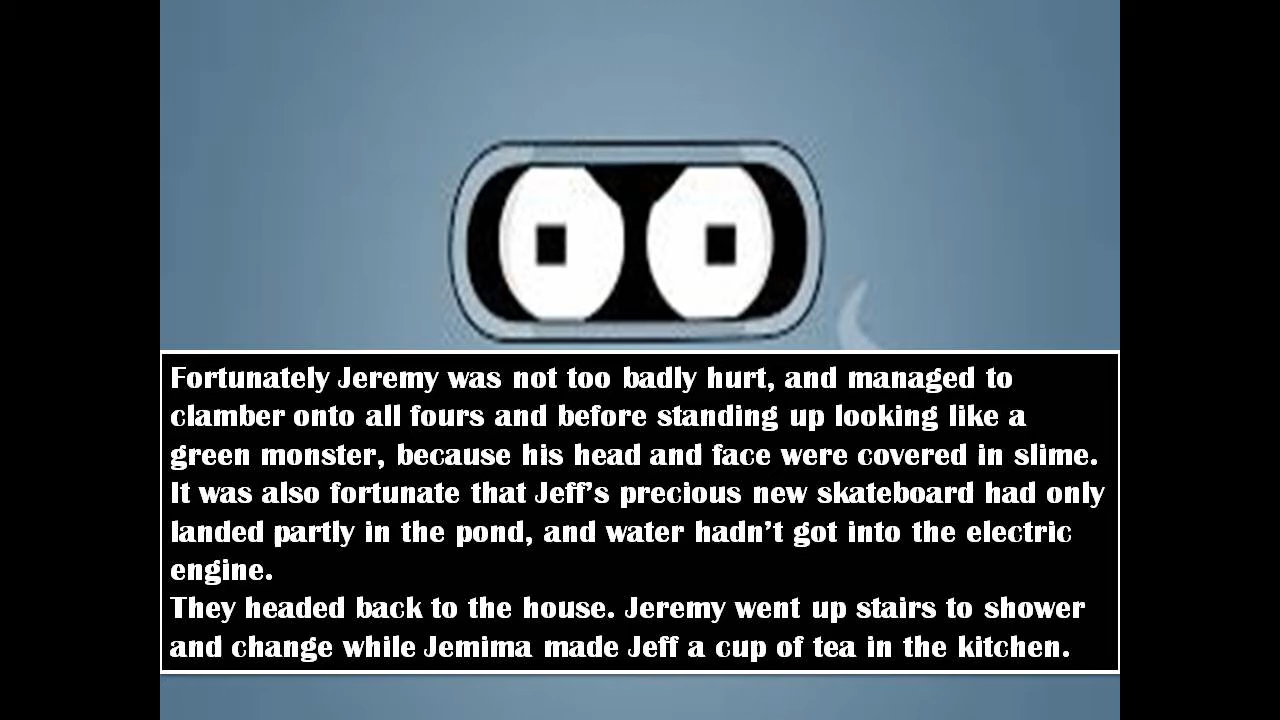 Fortunately Jeremy was not too badly hurt, and managed to
clamber onto all fours and before standing up looking like a
green monster, because his head and face were covered in slime.
It was also fortunate that Jeff’s precious new skateboard had only
landed partly in the pond, and water hadn’t got into the electric
engine.
They headed back to the house. Jeremy went up stairs to shower
and change while Jemima made Jeff a cup of tea in the kitchen.